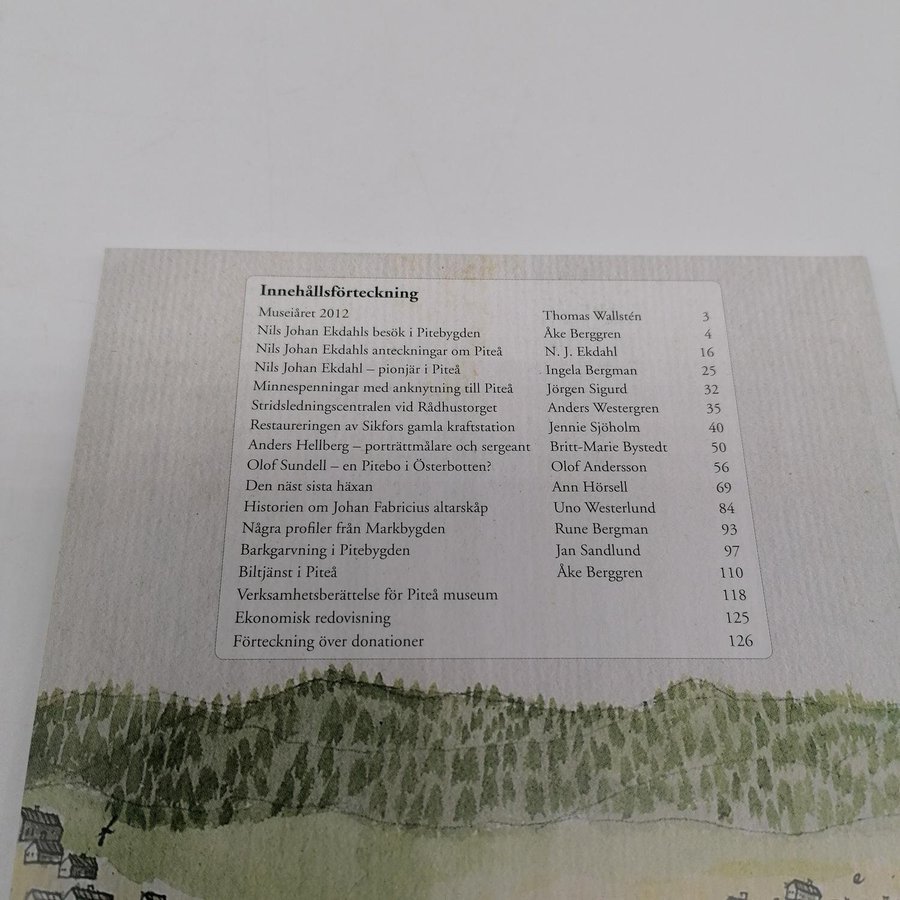 Innehållsförteckning
Museiåret 2012 Thomas Wallstén 3
Nils Johan Ekdahls besök i Pitebygden Åke Berggren 4
Nils Johan Ekdahls anteckningar om Piteå N. J. Ekdahl 16
Nils Johan Ekdahl – pionjär i Piteå Ingela Bergman 25
Minnespenningar med anknytning till Piteå Jörgen Sigurd 32
Stridsledningscentralen vid Rådhustorget Anders Westergren 35
Restaureringen av Sikfors gamla kraftstation Jennie Sjöholm 40
Anders Hellberg – porträttmålare och sergeant Britt-Marie Bystedt 50
Olof Sundell – en Pitebo i Österbotten? Olof Andersson 56
Den näst sista häxan Ann Hörsell 69
Historien om Johan Fabricius altarskåp Uno Westerlund 84
Några profiler från Markbygden Rune Bergman 93
Barkgarvning i Pitebygden Jan Sandlund 97
Biltjänst i Piteå Åke Berggren 110
Verksamhetsberättelse för Piteå museum 118
Ekonomisk redovisning 125
Förteckning över donationer 126
f
e